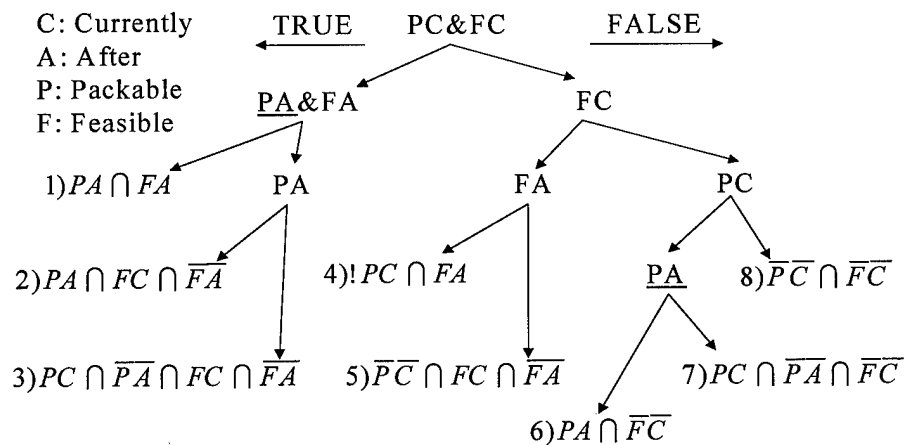 C: Currently
A: After
P: Packable
F: Feasible
TRUE PC&FC FALSE
PA&FA FC
1)PA ⋂ FA PA FA PC
2)PA ⋂ FC ⋂ F̅A̅ 4)!PC ⋂ FA PA 8)P̅C̅ ⋂ F̅C̅
3)PC ⋂ P̅A̅ ⋂ FC ⋂ F̅A̅ 5)P̅C̅ ⋂ FC ⋂ F̅A̅ 7)PC ⋂ P̅A̅ ⋂ F̅C̅
6)PA ⋂ F̅C̅